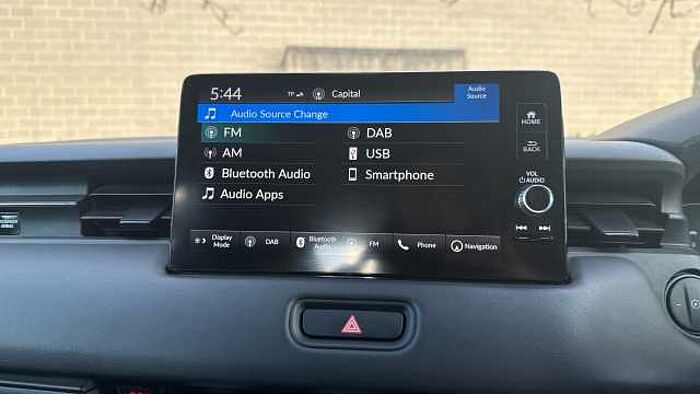 5:44 TP Capital Audio Source
Audio Source Change
FM DAB
AM USB
Bluetooth Audio Smartphone
Audio Apps
HOME
BACK
VOL
AUDIO
Display Mode DAB Bluetooth Audio FM Phone Navigation